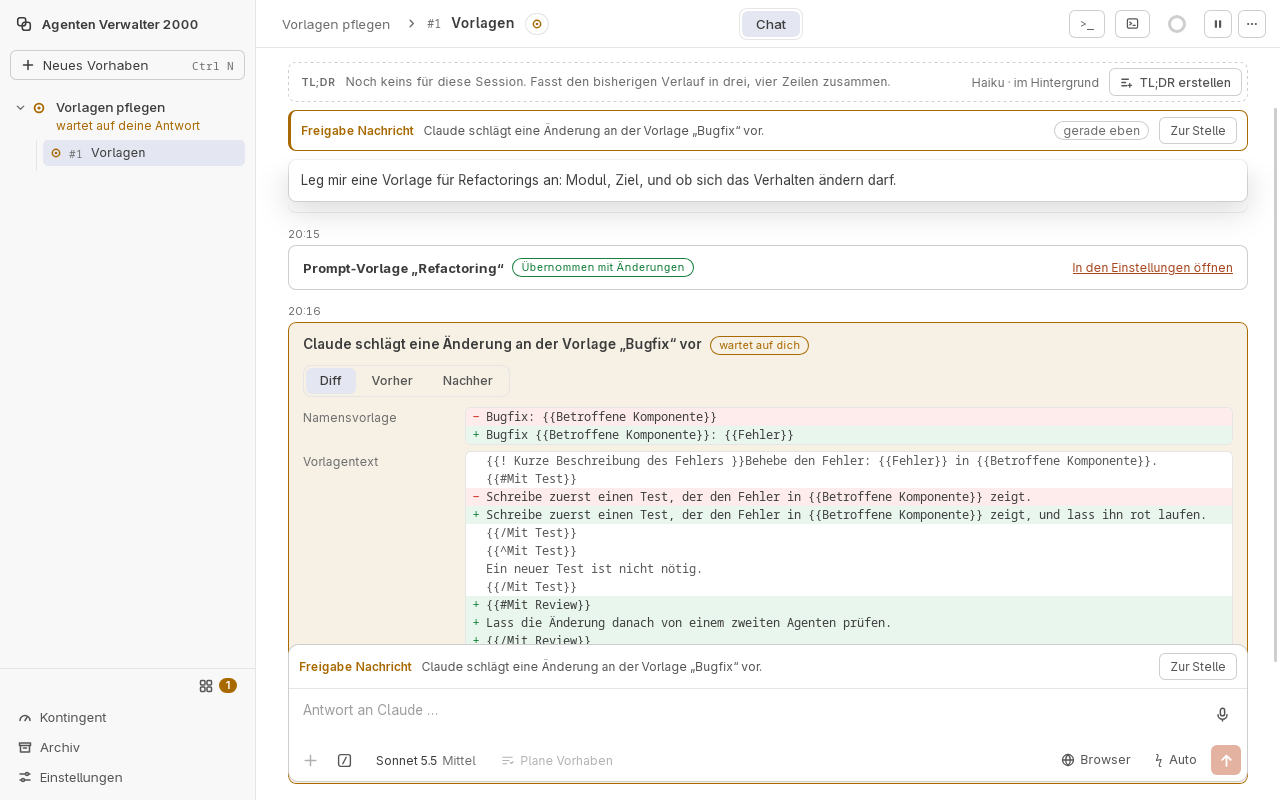 Agenten Verwalter 2000
Neues Vorhaben Ctrl N
Vorlagen pflegen
wartet auf deine Antwort
#1 Vorlagen
1
Kontingent
Archiv
Einstellungen
Vorlagen pflegen #1 Vorlagen
Chat
>_
TL;DR Noch keins für diese Session. Fasst den bisherigen Verlauf in drei, vier Zeilen zusammen. Haiku · im Hintergrund TL;DR erstellen
Freigabe Nachricht Claude schlägt eine Änderung an der Vorlage „Bugfix“ vor. gerade eben Zur Stelle
Leg mir eine Vorlage für Refactorings an: Modul, Ziel, und ob sich das Verhalten ändern darf.
20:15
Prompt-Vorlage „Refactoring“ Übernommen mit Änderungen In den Einstellungen öffnen
20:16
Claude schlägt eine Änderung an der Vorlage „Bugfix“ vor wartet auf dich
Diff Vorher Nachher
Namensvorlage
− Bugfix: {{Betroffene Komponente}}
+ Bugfix {{Betroffene Komponente}}: {{Fehler}}
Vorlagentext
{{! Kurze Beschreibung des Fehlers }}Behebe den Fehler: {{Fehler}} in {{Betroffene Komponente}}.
{{#Mit Test}}
− Schreibe zuerst einen Test, der den Fehler in {{Betroffene Komponente}} zeigt.
+ Schreibe zuerst einen Test, der den Fehler in {{Betroffene Komponente}} zeigt, und lass ihn rot laufen.
{{/Mit Test}}
{{^Mit Test}}
Ein neuer Test ist nicht nötig.
{{/Mit Test}}
+ {{#Mit Review}}
+ Lass die Änderung danach von einem zweiten Agenten prüfen.
+ {{/Mit Review}}
Freigabe Nachricht Claude schlägt eine Änderung an der Vorlage „Bugfix“ vor. Zur Stelle
Antwort an Claude …
Sonnet 5.5 Mittel Plane Vorhaben Browser Auto